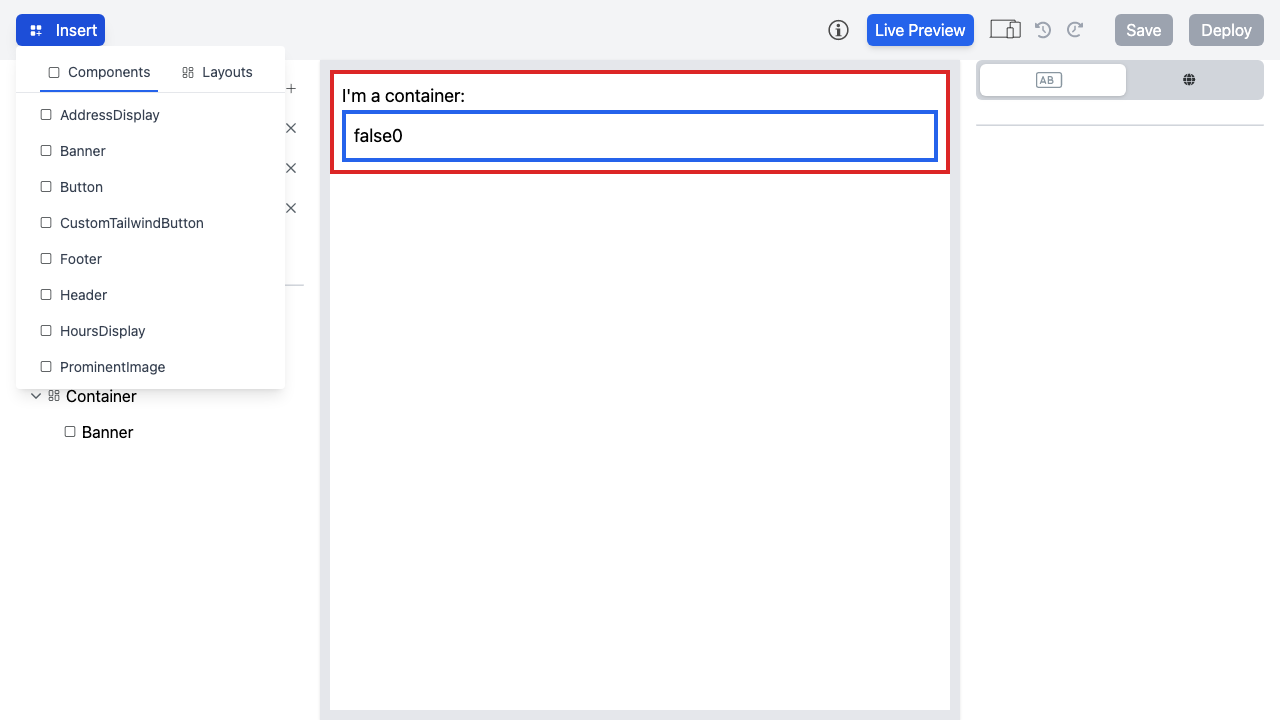 Insert
Live Preview
Save
Deploy
Components
Layouts
AddressDisplay
Banner
Button
CustomTailwindButton
Footer
Header
HoursDisplay
ProminentImage
Container
Banner
I'm a container:
false0
AB